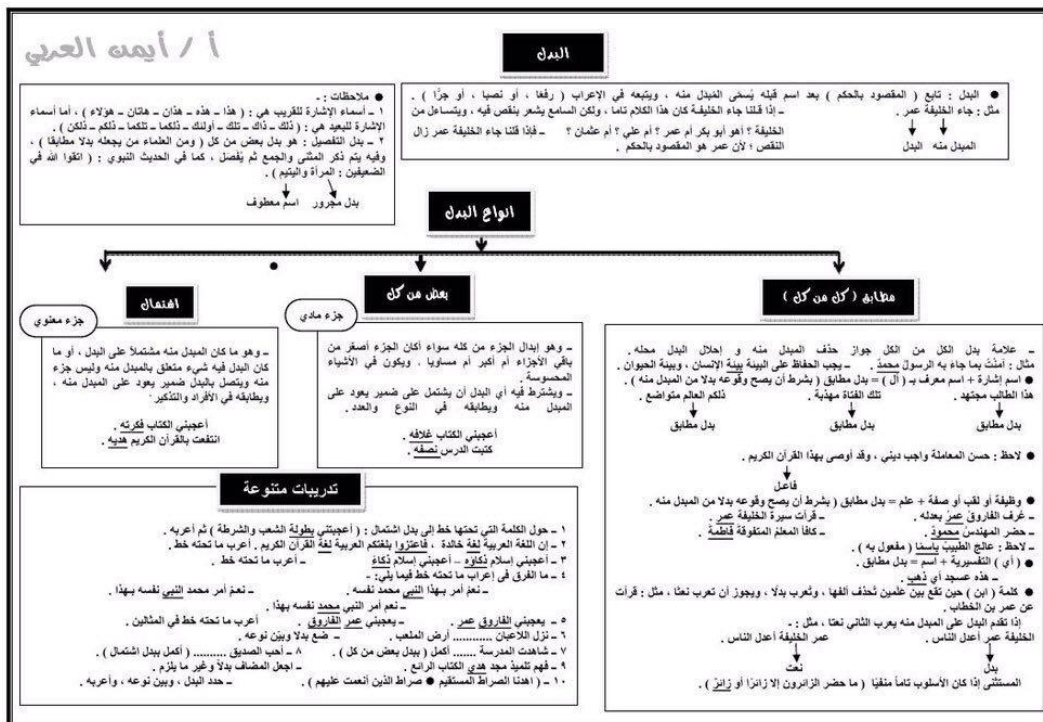 أ / أيمن العربي
البدل
● البدل : تابع ( المقصود بالحكم ) بعد اسم قبله يُسمّى المُبدل منه ، ويتبعه في الإعراب ( رفعًا ، أو نصبا ، أو جرًّا ) .
مثل : جاء الخليفة عمر . ـ إذا قلنا جاء الخليفة كان هذا الكلام تاما ، ولكن السامع يشعر بنقص فيه ، ويتساءل من
الخليفة ؟ أهو أبو بكر أم عمر ؟ أم علي ؟ أم عثمان ؟ ـ فإذا قلنا جاء الخليفة عمر زال
المبدل منه البدل النقص ؛ لأن عمر هو المقصود بالحكم .
● ملاحظات : -
١ ـ أسماء الإشارة للقريب هي : ( هذا ـ هذه ـ هذان ـ هاتان ـ هؤلاء ) ، أما أسماء
الإشارة للبعيد هي : ( ذلك ـ ذاك ـ تلك ـ أولئك ـ ذلكما ـ تلكما ـ ذلكم ـ ذلكن ) .
٢ ـ بدل التفصيل : هو بدل بعض من كل ( ومن العلماء من يجعله بدلا مطابقا ) ،
وفيه يتم ذكر المثنى والجمع ثم يُفصل ، كما في الحديث النبوي : ( اتقوا الله في
الضعيفين : المرأة واليتيم ) .
بدل مجرور اسم معطوف
انواع البدل
مطابق ( كل من كل )
ـ علامة بدل الكل من الكل جواز حذف المبدل منه و إحلال البدل محله .
مثال : آمنتُ بما جاء به الرسول محمدٌ . ـ يجب الحفاظ على البيئة بيئة الإنسان ، وبيئة الحيوان .
● اسم إشارة + اسم معرف بـ ( ال ) = بدل مطابق ( بشرط أن يصح وقوعه بدلا من المبدل منه ) .
هذا الطالب مجتهد . تلك الفتاة مهذبة . ذلكم العالم متواضع .
بدل مطابق بدل مطابق بدل مطابق
● لاحظ : حسن المعاملة واجب ديني ، وقد أوصى بهذا القرآن الكريم .
فاعل
● وظيفة أو لقب أو صفة + علم = بدل مطابق ( بشرط أن يصح وقوعه بدلا من المبدل منه .
ـ عُرف الفاروق عمرُ بعدله . ـ قرأت سيرة الخليفة عمر .
ـ حضر المهندس محمودٌ . ـ كافأ المعلمُ المتفوقة فاطمة .
ـ لاحظ : عالج الطبيب باسمًا ( مفعول به ) .
● ( أي ) التفسيرية + اسم = بدل مطابق .
ـ هذه عسجد أي ذهب .
● كلمة ( ابن ) حين تقع بين علمين تُحذف ألفها ، وتُعرب بدلا ، ويجوز أن تعرب نعتًا ، مثل : قرأت
عن عمر بن الخطاب .
إذا تقدم البدل على المبدل منه يعرب الثاني نعتا ، مثل : -
الخليفة عمر أعدل الناس . عمر الخليفة أعدل الناس .
بدل نعت
المستثنى إذا كان الأسلوب تاماً منفيًا ( ما حضر الزائرون إلا زائرًا أو زائرٌ ) .
بعض من كل
جزء مادي
ـ وهو إبدال الجزء من كله سواء أكان الجزء أصغر من
باقي الأجزاء أم أكبر أم مساويا ، ويكون في الأشياء
المحسوسة .
ـ ويشترط فيه أي البدل أن يشتمل على ضمير يعود على
المبدل منه ويطابقه في النوع والعدد .
أعجبني الكتاب غلافه .
كتبت الدرس نصفه .
اشتمال
جزء معنوي
ـ وهو ما كان المبدل منه مشتملاً على البدل ، أو ما
كان البدل فيه شيء متعلق بالمبدل منه وليس جزء
منه ويتصل بالبدل ضمير يعود على المبدل منه ،
ويطابقه في الأفراد والتذكير .
أعجبني الكتاب فكرته .
انتفعت بالقرآن الكريم هديه .
تدريبات متنوعة
١ ـ حول الكلمة التي تحتها خط إلى بدل اشتمال : ( أعجبتني بطولة الشعب والشرطة ) ثم أعربه .
٢ ـ إن اللغة العربية لغة خالدة ، فاعتزوا بلغتكم العربية لغة القرآن الكريم . أعرب ما تحته خط .
٣ ـ أعجبني إسلام ذكاؤه – أعجبني إسلام ذكاءً ـ أعرب ما تحته خط .
٤ ـ ما الفرق في إعراب ما تحته خط فيما يلي: -
ـ نعم أمر بهذا النبي محمد نفسه . ـ نعمْ أمر محمد النبي نفسه بهذا .
ـ نعم أمر النبي محمد نفسه بهذا .
٥ ـ يعجبني الفاروق عمر . ـ يعجبني عمر الفاروق . أعرب ما تحته خط في المثالين .
٦ ـ نزل اللاعبان ............ أرض الملعب . ـ ضع بدلا وبيّن نوعه .
٧ ـ شاهدت المدرسة ....... ( أكمل ببدل بعض من كل ) . ٨ ـ أحب الصديق .......... ( أكمل ببدل اشتمال ) .
٩ ـ فهم تلميذ مجد هدي الكتاب الرائع . ـ اجعل المضاف بدلاً وغير ما يلزم .
١٠ ـ ( اهدنا الصراط المستقيم ● صراط الذين أنعمت عليهم ) . ـ حدد البدل ، وبين نوعه ، وأعربه .